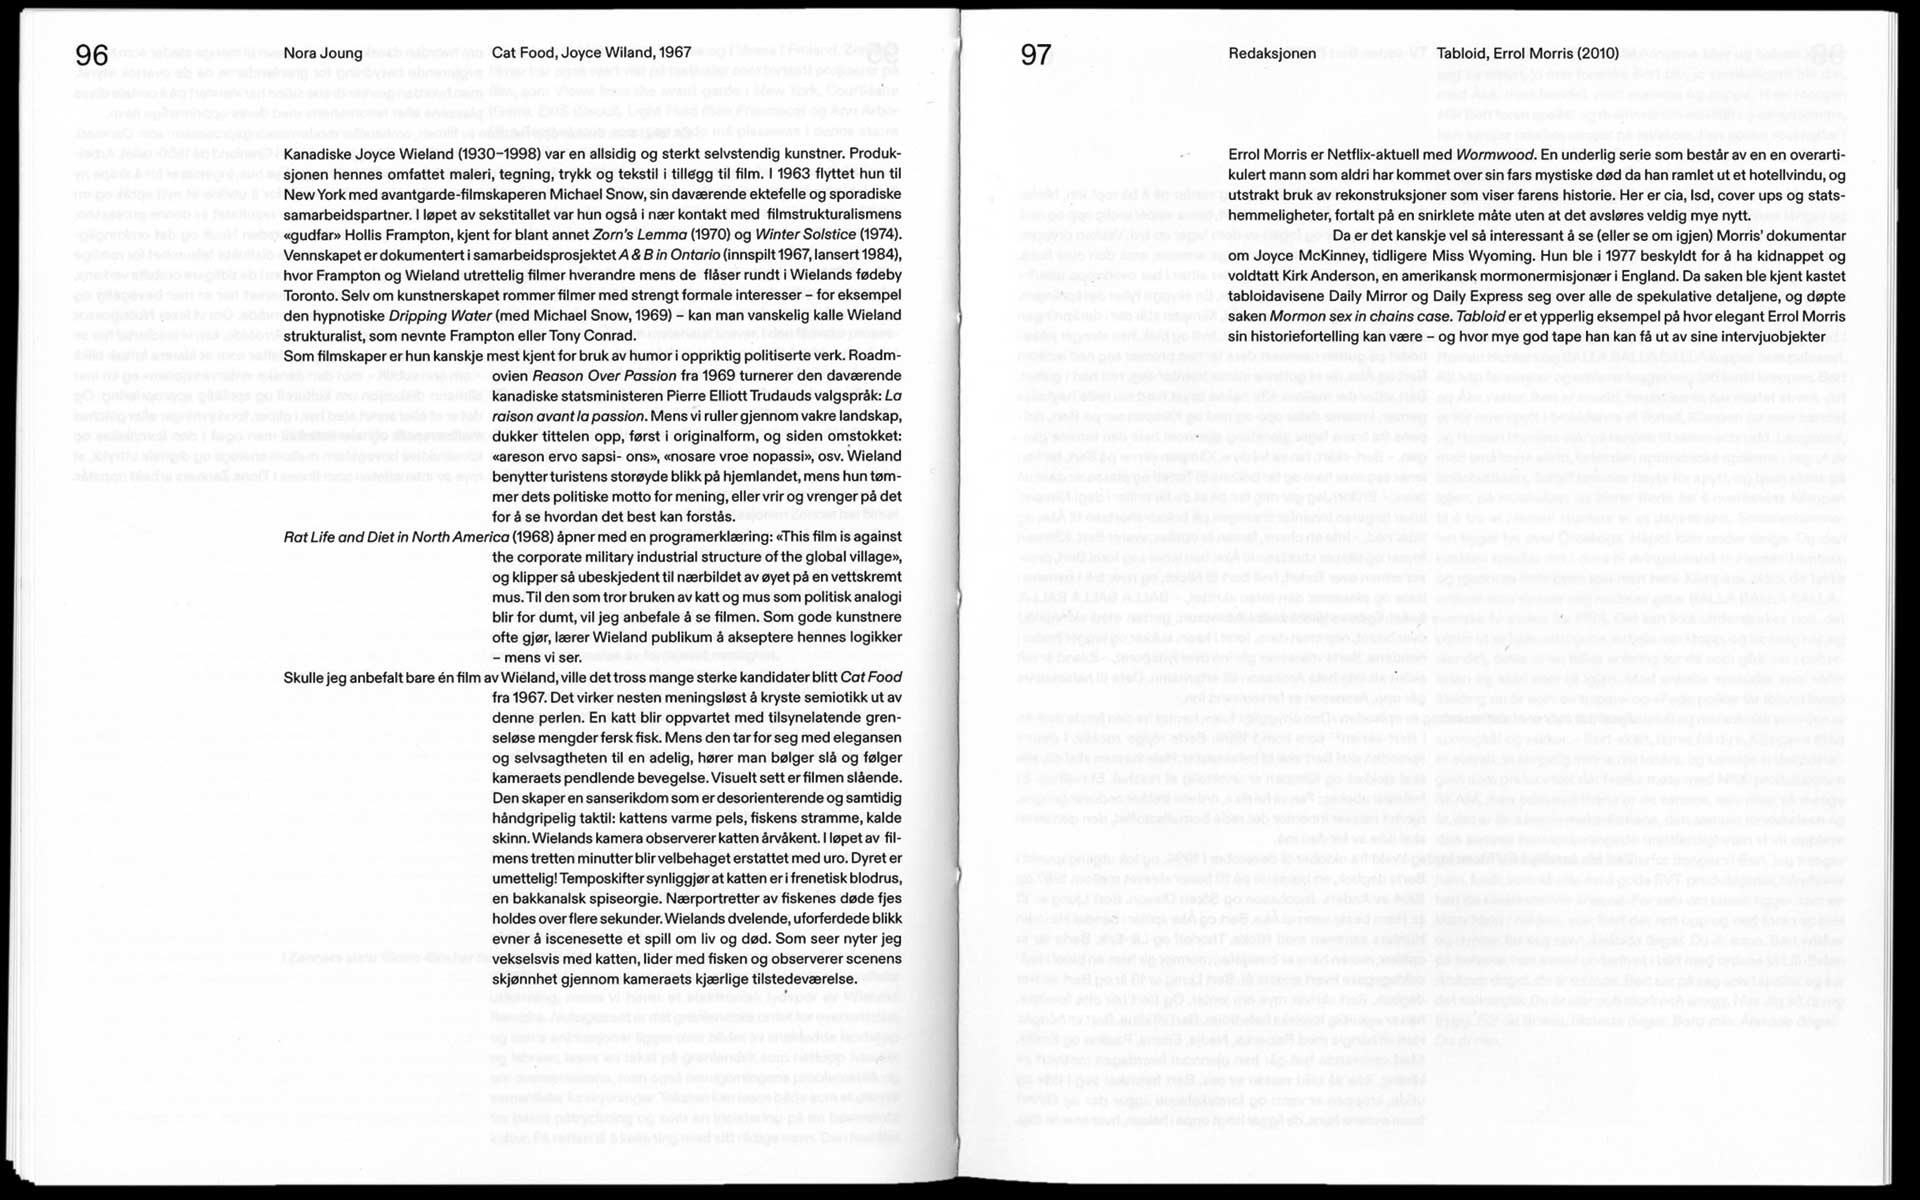 96
Nora Joung
Cat Food, Joyce Wiland, 1967
Kanadiske Joyce Wieland (1930–1998) var en allsidig og sterkt selvstendig kunstner. Produk-
sjonen hennes omfattet maleri, tegning, trykk og tekstil i tillegg til film. I 1963 flyttet hun til
New York med avantgarde-filmskaperen Michael Snow, sin daværende ektefelle og sporadiske
samarbeidspartner. I løpet av sekstitallet var hun også i nær kontakt med filmstrukturalismens
«gudfar» Hollis Frampton, kjent for blant annet Zorn's Lemma (1970) og Winter Solstice (1974).
Vennskapet er dokumentert i samarbeidsprosjektet A & B in Ontario (innspilt 1967, lansert 1984),
hvor Frampton og Wieland utrettelig filmer hverandre mens de flåser rundt i Wielands fødeby
Toronto. Selv om kunstnerskapet rommer filmer med strengt formale interesser – for eksempel
den hypnotiske Dripping Water (med Michael Snow, 1969) – kan man vanskelig kalle Wieland
strukturalist, som nevnte Frampton eller Tony Conrad.
Som filmskaper er hun kanskje mest kjent for bruk av humor i oppriktig politiserte verk. Roadm-
ovien Reason Over Passion fra 1969 turnerer den daværende
kanadiske statsministeren Pierre Elliott Trudauds valgspråk: La
raison avant la passion. Mens vi ruller gjennom vakre landskap,
dukker tittelen opp, først i originalform, og siden omstokket:
«areson ervo sapsi- ons», «nosare vroe nopassi», osv. Wieland
benytter turistens storøyde blikk på hjemlandet, mens hun tøm-
mer dets politiske motto for mening, eller vrir og vrenger på det
for å se hvordan det best kan forstås.
Rat Life and Diet in North America (1968) åpner med en programerklæring: «This film is against
the corporate military industrial structure of the global village»,
og klipper så ubeskjedent til nærbildet av øyet på en vettskremt
mus. Til den som tror bruken av katt og mus som politisk analogi
blir for dumt, vil jeg anbefale å se filmen. Som gode kunstnere
ofte gjør, lærer Wieland publikum å akseptere hennes logikker
– mens vi ser.
Skulle jeg anbefalt bare én film av Wieland, ville det tross mange sterke kandidater blitt Cat Food
fra 1967. Det virker nesten meningsløst å kryste semiotikk ut av
denne perlen. En katt blir oppvartet med tilsynelatende gren-
seløse mengder fersk fisk. Mens den tar for seg med elegansen
og selvsagtheten til en adelig, hører man bølger slå og følger
kameraets pendlende bevegelse. Visuelt sett er filmen slående.
Den skaper en sanserikdom som er desorienterende og samtidig
håndgripelig taktil: kattens varme pels, fiskens stramme, kalde
skinn. Wielands kamera observerer katten årvåkent. I løpet av fil-
mens tretten minutter blir velbehaget erstattet med uro. Dyret er
umettelig! Temposkifter synliggjør at katten er i frenetisk blodrus,
en bakkanalsk spiseorgie. Nærportretter av fiskenes døde fjes
holdes over flere sekunder. Wielands dvelende, uforferdede blikk
evner å iscenesette et spill om liv og død. Som seer nyter jeg
vekselsvis med katten, lider med fisken og observerer scenens
skjønnhet gjennom kameraets kjærlige tilstedeværelse.
97
Redaksjonen
Tabloid, Errol Morris (2010)
Errol Morris er Netflix-aktuell med Wormwood. En underlig serie som består av en en overarti-
kulert mann som aldri har kommet over sin fars mystiske død da han ramlet ut et hotellvindu, og
utstrakt bruk av rekonstruksjoner som viser farens historie. Her er cia, lsd, cover ups og stats-
hemmeligheter, fortalt på en snirklete måte uten at det avsløres veldig mye nytt.
Da er det kanskje vel så interessant å se (eller se om igjen) Morris' dokumentar
om Joyce McKinney, tidligere Miss Wyoming. Hun ble i 1977 beskyldt for å ha kidnappet og
voldtatt Kirk Anderson, en amerikansk mormonermisjonær i England. Da saken ble kjent kastet
tabloidavisene Daily Mirror og Daily Express seg over alle de spekulative detaljene, og døpte
saken Mormon sex in chains case. Tabloid er et ypperlig eksempel på hvor elegant Errol Morris
sin historiefortelling kan være – og hvor mye god tape han kan få ut av sine intervjuobjekter